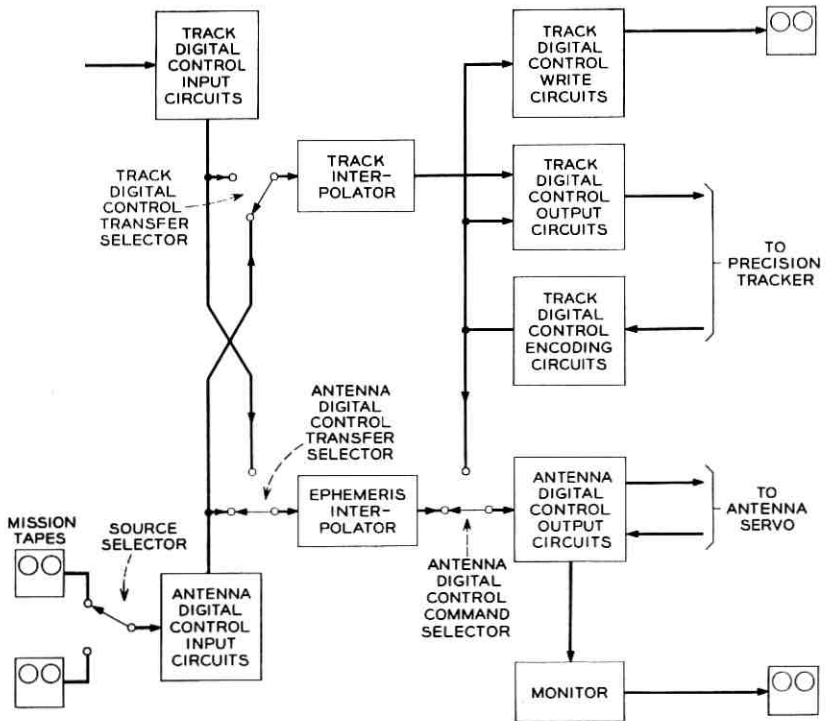 TRACK
DIGITAL
CONTROL
INPUT
CIRCUITS
TRACK
DIGITAL
CONTROL
WRITE
CIRCUITS
TRACK
DIGITAL
CONTROL
TRANSFER
SELECTOR
TRACK
INTER-
POLATOR
TRACK
DIGITAL
CONTROL
OUTPUT
CIRCUITS
TO
PRECISION
TRACKER
TRACK
DIGITAL
CONTROL
ENCODING
CIRCUITS
ANTENNA
DIGITAL
CONTROL
TRANSFER
SELECTOR
EPHEMERIS
INTER-
POLATOR
ANTENNA
DIGITAL
CONTROL
OUTPUT
CIRCUITS
TO
ANTENNA
SERVO
MISSION
TAPES
SOURCE
SELECTOR
ANTENNA
DIGITAL
CONTROL
INPUT
CIRCUITS
ANTENNA
DIGITAL
CONTROL
COMMAND
SELECTOR
MONITOR